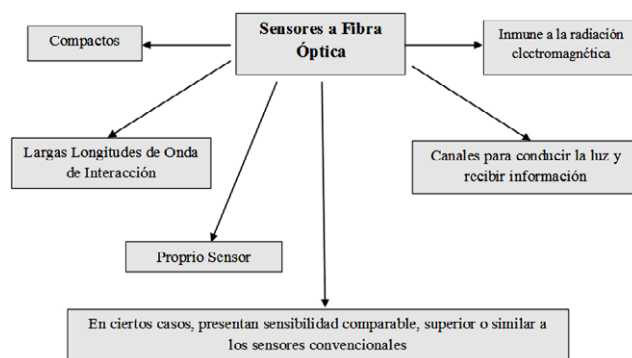 Sensores a Fibra
Óptica
Compactos
Inmune a la radiación
electromagnética
Largas Longitudes de Onda
de Interacción
Canales para conducir la luz y
recibir información
Proprio Sensor
En ciertos casos, presentan sensibilidad comparable, superior o similar a
los sensores convencionales